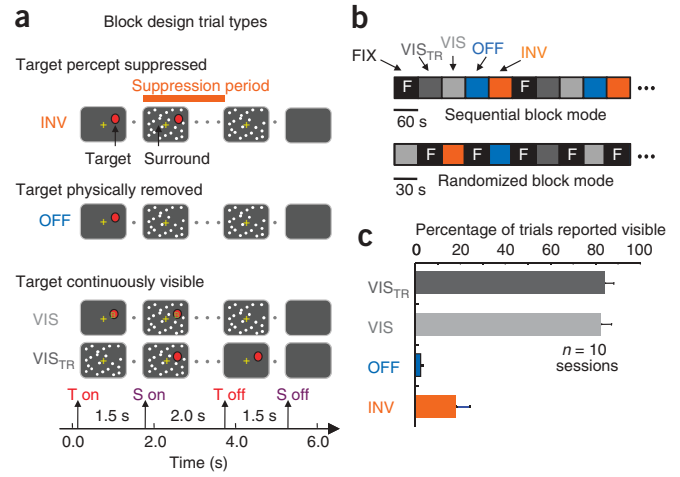 a
Block design trial types
Target percept suppressed
Suppression period
INV
Target
Surround
Target physically removed
OFF
Target continuously visible
VIS
VISTR
T on
S on
T off
S off
1.5 s
2.0 s
1.5 s
0.0
2.0
4.0
6.0
Time (s)
b
FIX
VISTR
VIS
OFF
INV
F
F
60 s
Sequential block mode
F
F
F
F
F
30 s
Randomized block mode
c
Percentage of trials reported visible
0
20
40
60
80
100
VISTR
VIS
OFF
INV
n = 10
sessions